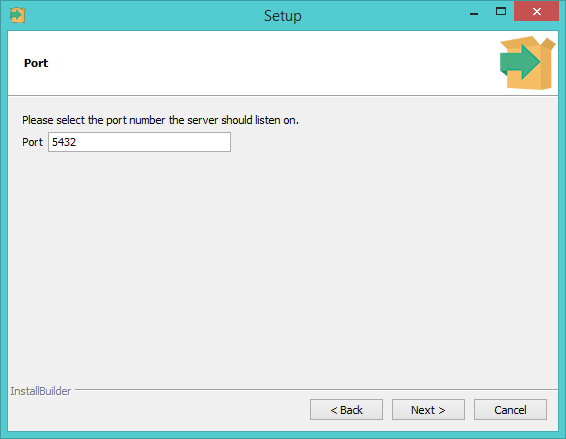 Setup
Port
Please select the port number the server should listen on.
Port 5432
InstallBuilder
< Back Next > Cancel